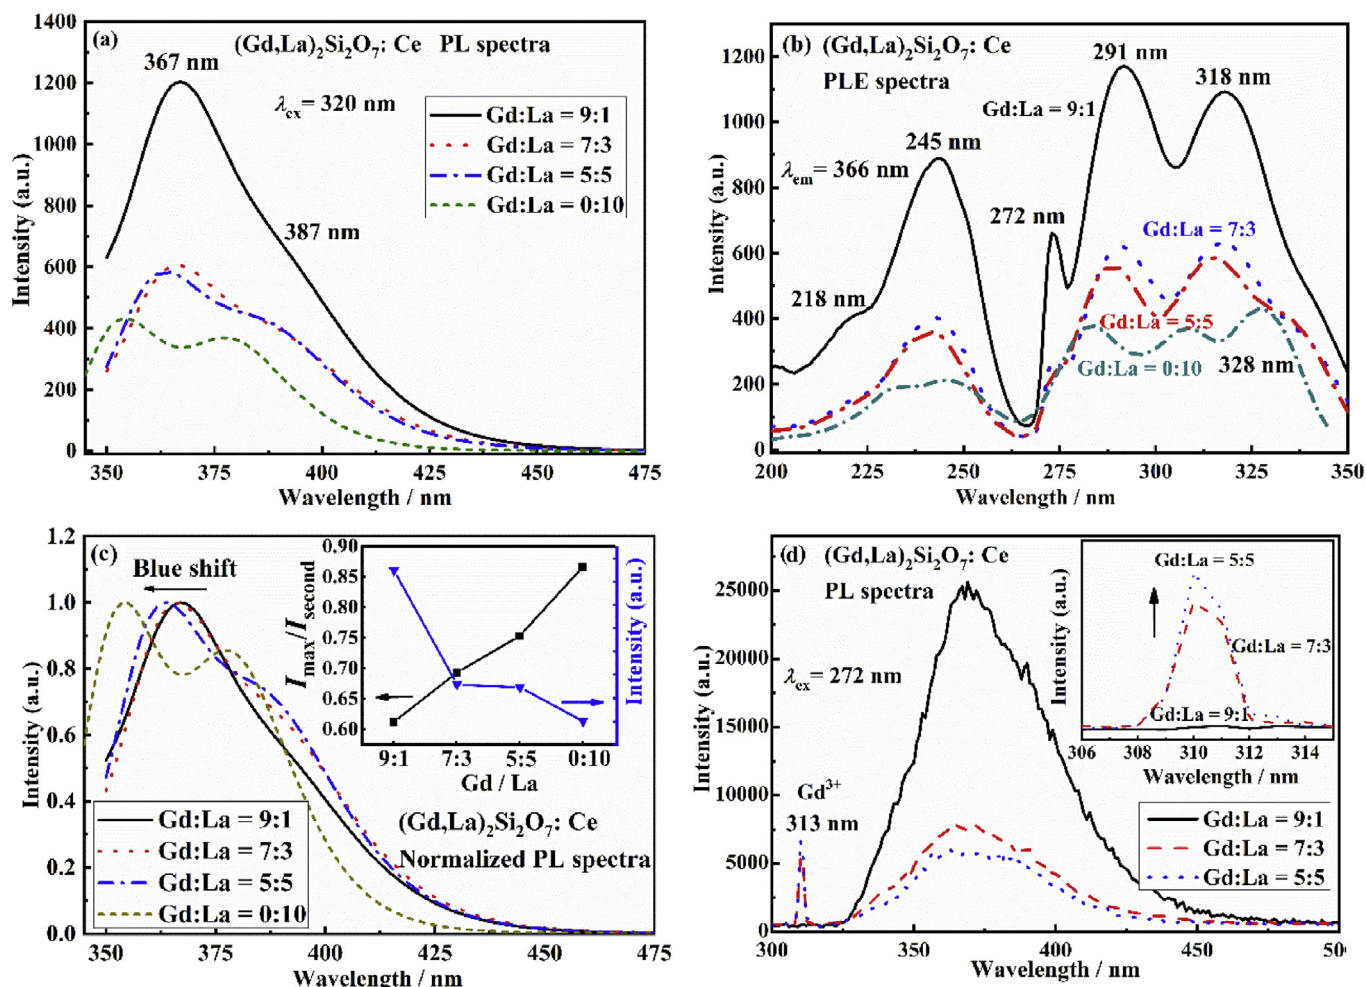 (a)
(Gd,La)2Si2O7: Ce PL spectra
367 nm
λex = 320 nm
Gd:La = 9:1
Gd:La = 7:3
Gd:La = 5:5
Gd:La = 0:10
387 nm
1400
1200
1000
800
600
400
200
0
Intensity (a.u.)
350
375
400
425
450
475
Wavelength / nm
(b)
(Gd,La)2Si2O7: Ce
PLE spectra
291 nm
318 nm
Gd:La = 9:1
245 nm
λem = 366 nm
272 nm
218 nm
Gd:La = 7:3
Gd:La = 5:5
Gd:La = 0:10
328 nm
1200
1000
800
600
400
200
0
Intensity (a.u.)
200
225
250
275
300
325
350
Wavelength / nm
(c)
Blue shift
1.2
1.0
0.8
0.6
0.4
0.2
0.0
Intensity (a.u.)
0.90
0.85
0.80
0.75
0.70
0.65
0.60
Imax/Isecond
Intensity (a.u.)
9:1
7:3
5:5
0:10
Gd / La
Gd:La = 9:1
Gd:La = 7:3
Gd:La = 5:5
Gd:La = 0:10
(Gd,La)2Si2O7: Ce
Normalized PL spectra
350
375
400
425
450
475
Wavelength / nm
(d)
(Gd,La)2Si2O7: Ce
PL spectra
λex = 272 nm
Gd3+
313 nm
25000
20000
15000
10000
5000
0
Intensity (a.u.)
Intensity (a.u.)
Gd:La = 5:5
Gd:La = 7:3
Gd:La = 9:1
306
308
310
312
314
Wavelength / nm
Gd:La = 9:1
Gd:La = 7:3
Gd:La = 5:5
300
350
400
450
500
Wavelength / nm